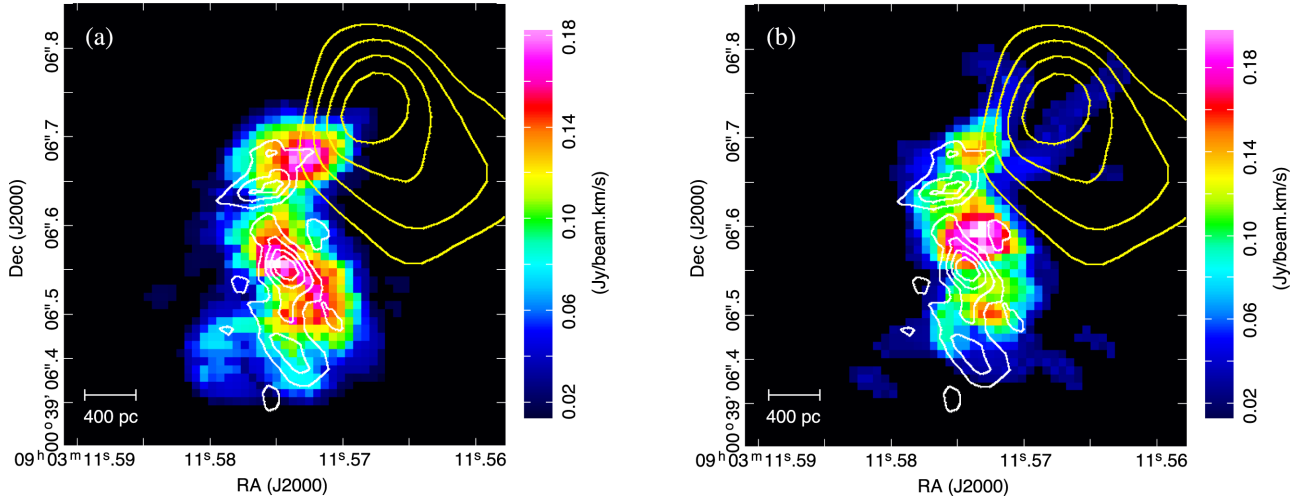 (a)
06".8
06".7
06".6
06".5
06".4
00°39' 06".4
Dec (J2000)
400 pc
09ʰ03ᵐ11ˢ.59
11ˢ.58
11ˢ.57
11ˢ.56
RA (J2000)
0.18
0.14
0.10
0.06
0.02
(Jy/beam.km/s)
(b)
06".8
06".7
06".6
06".5
00°39' 06".4
Dec (J2000)
400 pc
09ʰ03ᵐ11ˢ.59
11ˢ.58
11ˢ.57
11ˢ.56
RA (J2000)
0.18
0.14
0.10
0.06
0.02
(Jy/beam.km/s)